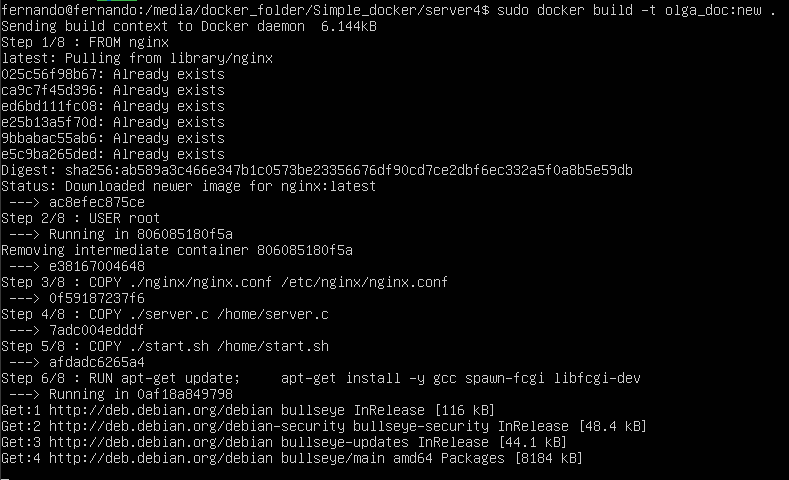 fernando@fernando:/media/docker_folder/Simple_docker/server4$ sudo docker build -t olga_doc:new .
Sending build context to Docker daemon  6.144kB
Step 1/8 : FROM nginx
latest: Pulling from library/nginx
025c56f98b67: Already exists
ca9c7f45d396: Already exists
ed6bd111fc08: Already exists
e25b13a5f70d: Already exists
9bbabac55ab6: Already exists
e5c9ba265ded: Already exists
Digest: sha256:ab589a3c466e347b1c0573be23356676df90cd7ce2dbf6ec332a5f0a8b5e59db
Status: Downloaded newer image for nginx:latest
 ---> ac8efec875ce
Step 2/8 : USER root
 ---> Running in 806085180f5a
Removing intermediate container 806085180f5a
 ---> e38167004648
Step 3/8 : COPY ./nginx/nginx.conf /etc/nginx/nginx.conf
 ---> 0f59187237f6
Step 4/8 : COPY ./server.c /home/server.c
 ---> 7adc004edddf
Step 5/8 : COPY ./start.sh /home/start.sh
 ---> afdadc6265a4
Step 6/8 : RUN apt-get update;     apt-get install -y gcc spawn-fcgi libfcgi-dev
 ---> Running in 0af18a849798
Get:1 http://deb.debian.org/debian bullseye InRelease [116 kB]
Get:2 http://deb.debian.org/debian-security bullseye-security InRelease [48.4 kB]
Get:3 http://deb.debian.org/debian bullseye-updates InRelease [44.1 kB]
Get:4 http://deb.debian.org/debian bullseye/main amd64 Packages [8184 kB]